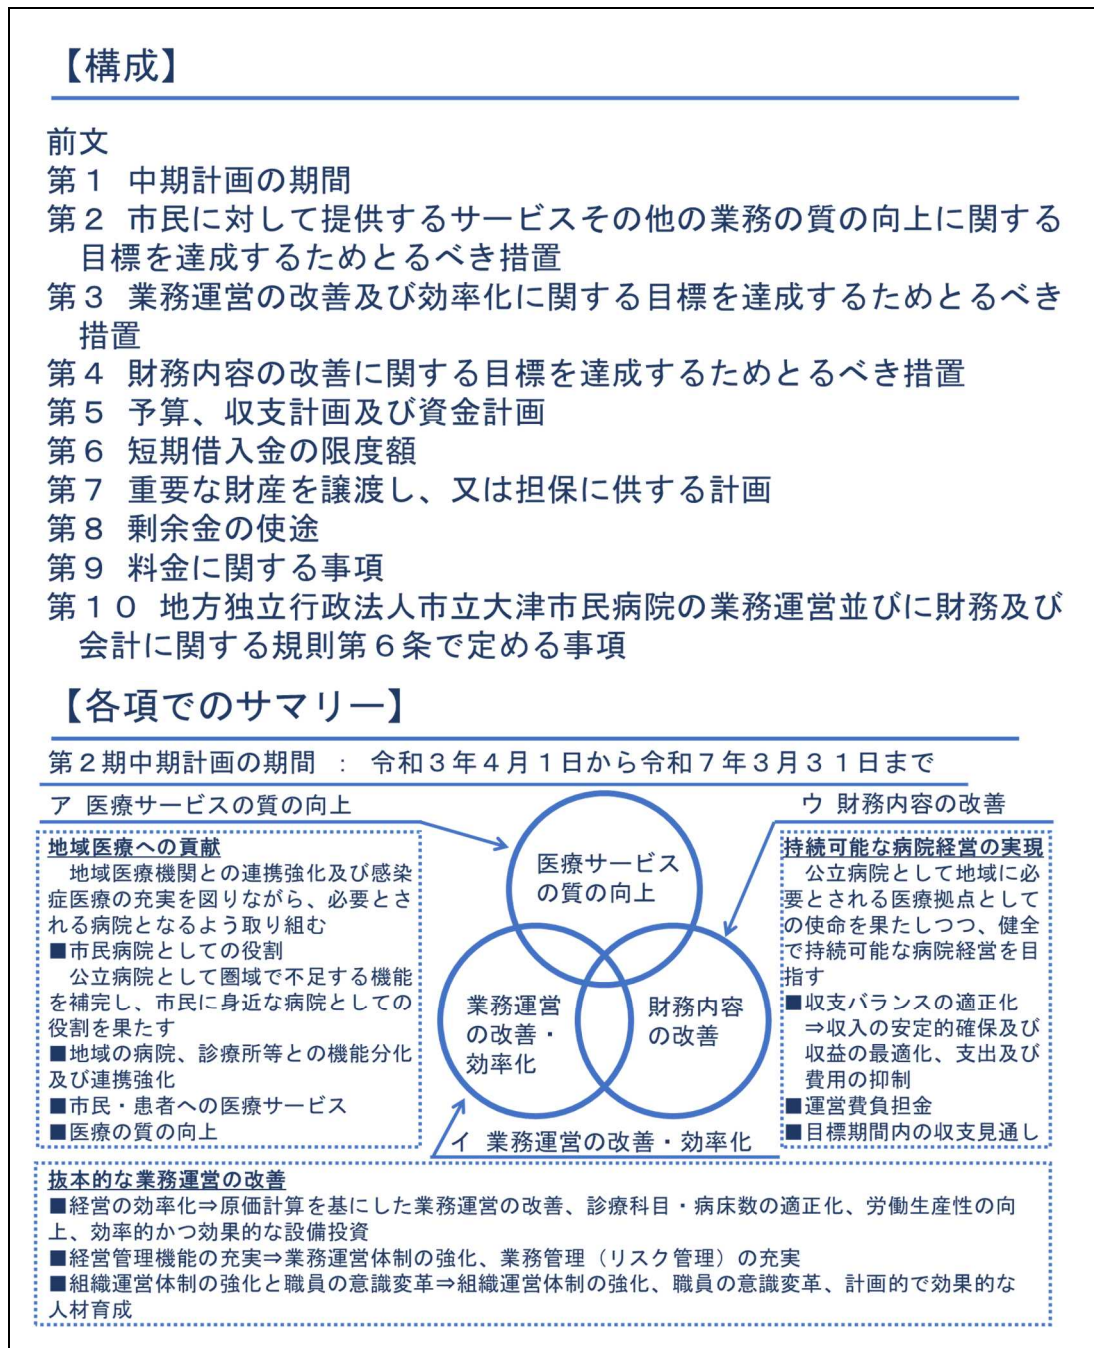 【構成】
前文
第１ 中期計画の期間
第２ 市民に対して提供するサービスその他の業務の質の向上に関する
目標を達成するためとるべき措置
第３ 業務運営の改善及び効率化に関する目標を達成するためとるべき
措置
第４ 財務内容の改善に関する目標を達成するためとるべき措置
第５ 予算、収支計画及び資金計画
第６ 短期借入金の限度額
第７ 重要な財産を譲渡し、又は担保に供する計画
第８ 剰余金の使途
第９ 料金に関する事項
第１０ 地方独立行政法人市立大津市民病院の業務運営並びに財務及び
会計に関する規則第６条で定める事項
【各項でのサマリー】
第２期中期計画の期間 ： 令和３年４月１日から令和７年３月３１日まで
ア 医療サービスの質の向上
地域医療への貢献
地域医療機関との連携強化及び感染
症医療の充実を図りながら、必要とさ
れる病院となるよう取り組む
■市民病院としての役割
公立病院として圏域で不足する機能
を補完し、市民に身近な病院としての
役割を果たす
■地域の病院、診療所等との機能分化
及び連携強化
■市民・患者への医療サービス
■医療の質の向上
医療サービス
の質の向上
業務運営
の改善・
効率化
財務内容
の改善
イ 業務運営の改善・効率化
ウ 財務内容の改善
持続可能な病院経営の実現
公立病院として地域に必
要とされる医療拠点として
の使命を果たしつつ、健全
で持続可能な病院経営を目
指す
■収支バランスの適正化
⇒収入の安定的確保及び
収益の最適化、支出及び
費用の抑制
■運営費負担金
■目標期間内の収支見通し
抜本的な業務運営の改善
■経営の効率化⇒原価計算を基にした業務運営の改善、診療科目・病床数の適正化、労働生産性の向
上、効率的かつ効果的な設備投資
■経営管理機能の充実⇒業務運営体制の強化、業務管理（リスク管理）の充実
■組織運営体制の強化と職員の意識変革⇒組織運営体制の強化、職員の意識変革、計画的で効果的な
人材育成